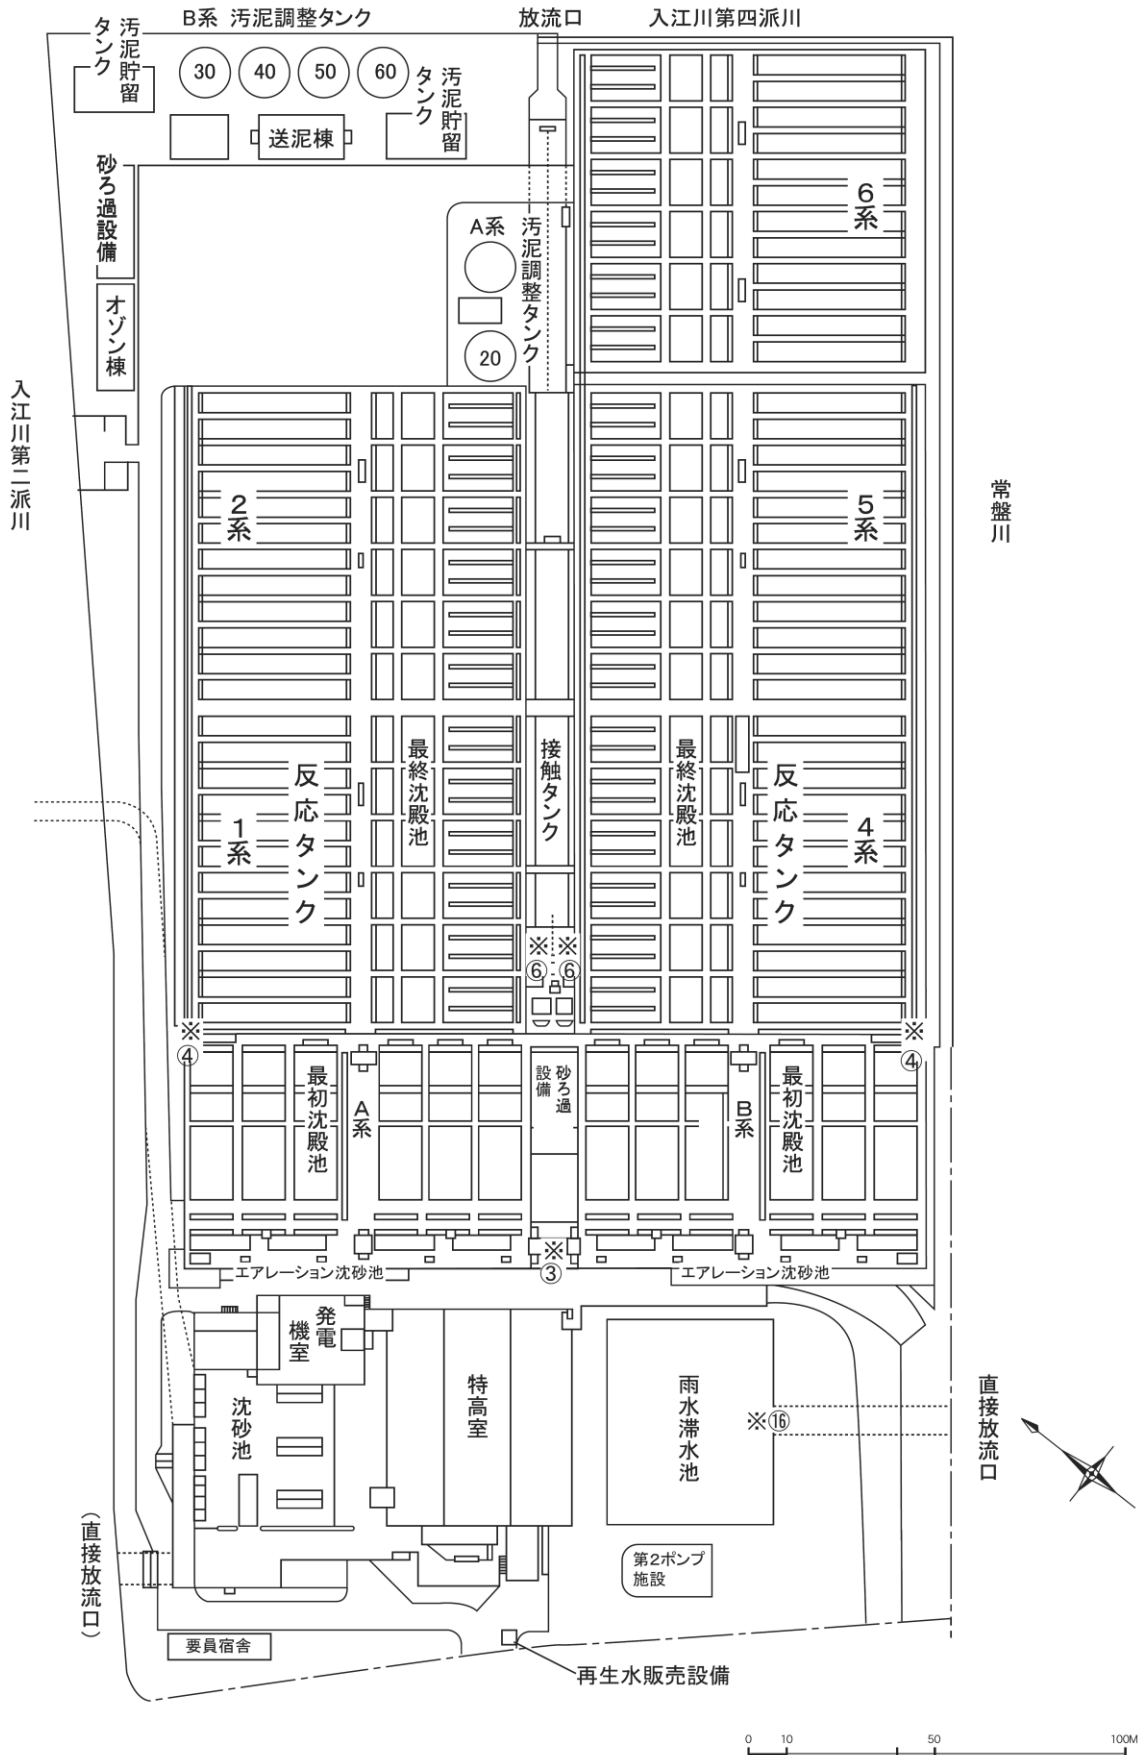 B系 汚泥調整タンク
放流口
入江川第四派川
汚泥貯留
タンク
30
40
50
60
汚泥貯留
タンク
送泥棟
砂ろ過設備
オゾン棟
A系
汚泥調整タンク
20
6系
入江川第二派川
2系
5系
常盤川
1系
反応タンク
最終沈殿池
接触タンク
最終沈殿池
反応タンク
4系
※
⑥
※
⑥
※
④
※
④
最初沈殿池
A系
砂ろ過
設備
B系
最初沈殿池
エアレーション沈砂池
※
③
エアレーション沈砂池
発電
機室
沈砂池
特高室
雨水滞水池
※⑯
直接放流口
(直接放流口)
第2ポンプ
施設
要員宿舎
再生水販売設備
0 10 50 100M